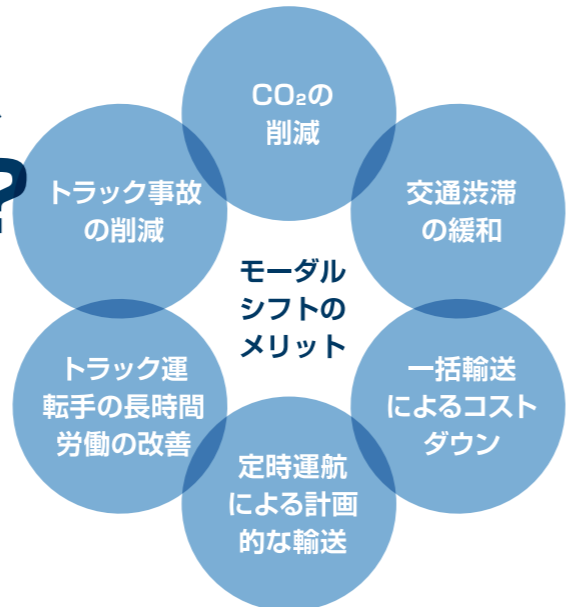 CO₂の
削減
交通渋滞
の緩和
一括輸送
によるコスト
ダウン
定時運航
による計画
的な輸送
トラック運
転手の長時間
労働の改善
トラック事故
の削減
モーダル
シフトの
メリット
?